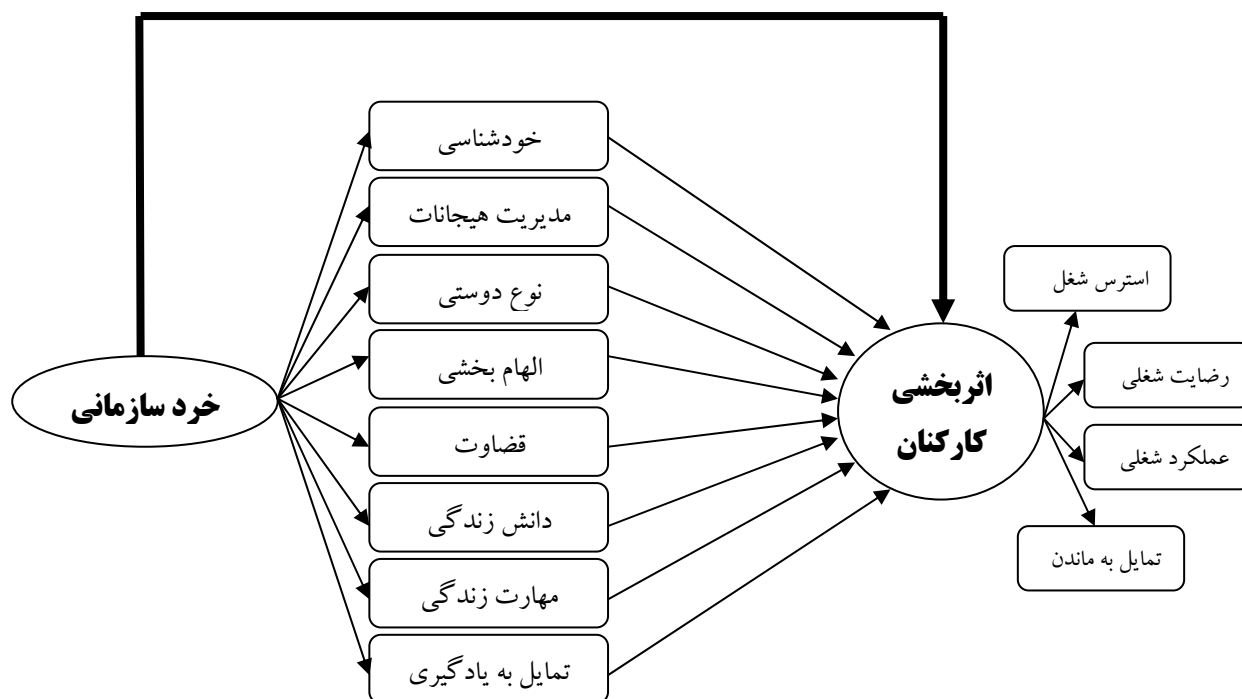 خودشناسی
مدیریت هیجانات
نوع دوستی
الهام بخشی
قضاوت
دانش زندگی
مهارت زندگی
تمایل به یادگیری
خرد سازمانی
اثربخشی
کارکنان
استرس شغل
رضایت شغلی
عملکرد شغلی
تمایل به ماندن